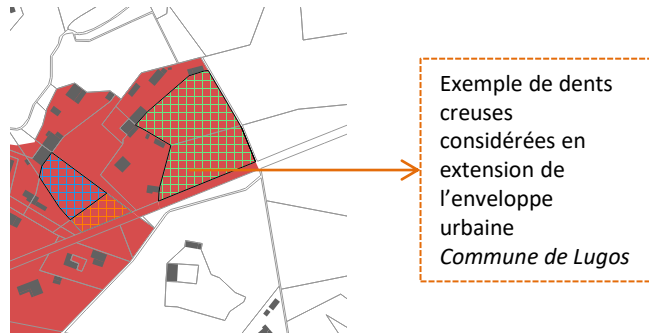 Exemple de dents
creuses
considérées en
extension de
l’enveloppe
urbaine
Commune de Lugos